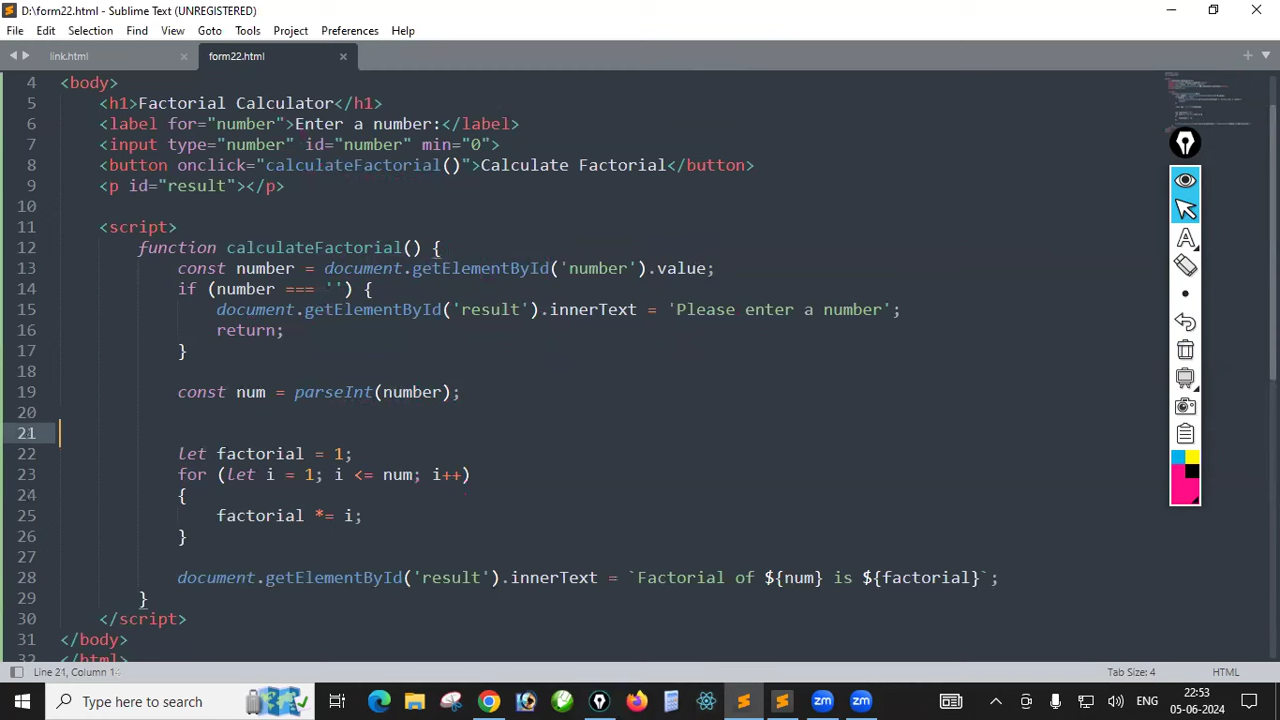 D:\form22.html - Sublime Text (UNREGISTERED)
File Edit Selection Find View Goto Tools Project Preferences Help
link.html form22.html
4 <body>
5 <h1>Factorial Calculator</h1>
6 <label for="number">Enter a number:</label>
7 <input type="number" id="number" min="0">
8 <button onclick="calculateFactorial()">Calculate Factorial</button>
9 <p id="result"></p>
10
11 <script>
12 function calculateFactorial() {
13 const number = document.getElementById('number').value;
14 if (number === '') {
15 document.getElementById('result').innerText = 'Please enter a number';
16 return;
17 }
18
19 const num = parseInt(number);
20
21
22 let factorial = 1;
23 for (let i = 1; i <= num; i++)
24 {
25 factorial *= i;
26 }
27
28 document.getElementById('result').innerText = `Factorial of ${num} is ${factorial}`;
29 }
30 </script>
31 </body>
32 </html>
Line 21, Column 1 Tab Size: 4 HTML
Type here to search ENG 22:53
05-06-2024